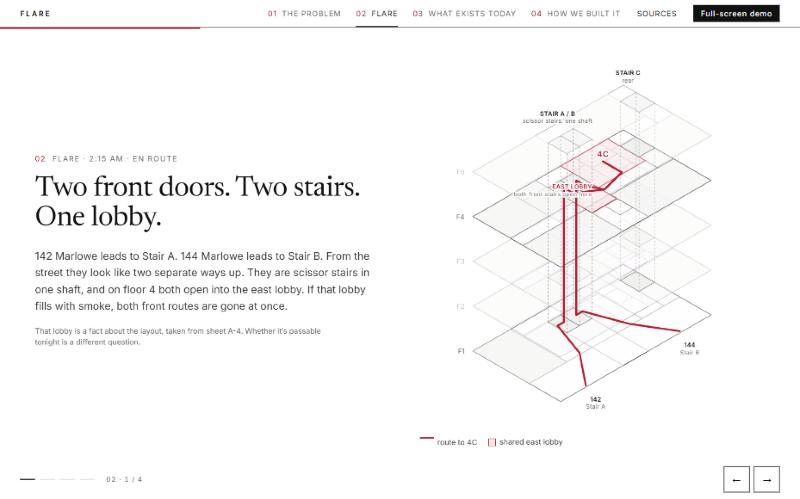 FLARE
01 THE PROBLEM 02 FLARE 03 WHAT EXISTS TODAY 04 HOW WE BUILT IT SOURCES Full-screen demo
02 FLARE · 2:15 AM · EN ROUTE
Two front doors. Two stairs.
One lobby.
142 Marlowe leads to Stair A. 144 Marlowe leads to Stair B. From the
street they look like two separate ways up. They are scissor stairs in
one shaft, and on floor 4 both open into the east lobby. If that lobby
fills with smoke, both front routes are gone at once.
That lobby is a fact about the layout, taken from sheet A-4. Whether it's passable
tonight is a different question.
STAIR C
rear
STAIR A / B
scissor stairs, one shaft
4C
F5
EAST LOBBY
both front stairs open here
F4
F3
F2
F1
144
Stair B
142
Stair A
route to 4C shared east lobby
02 · 1 / 4
← →